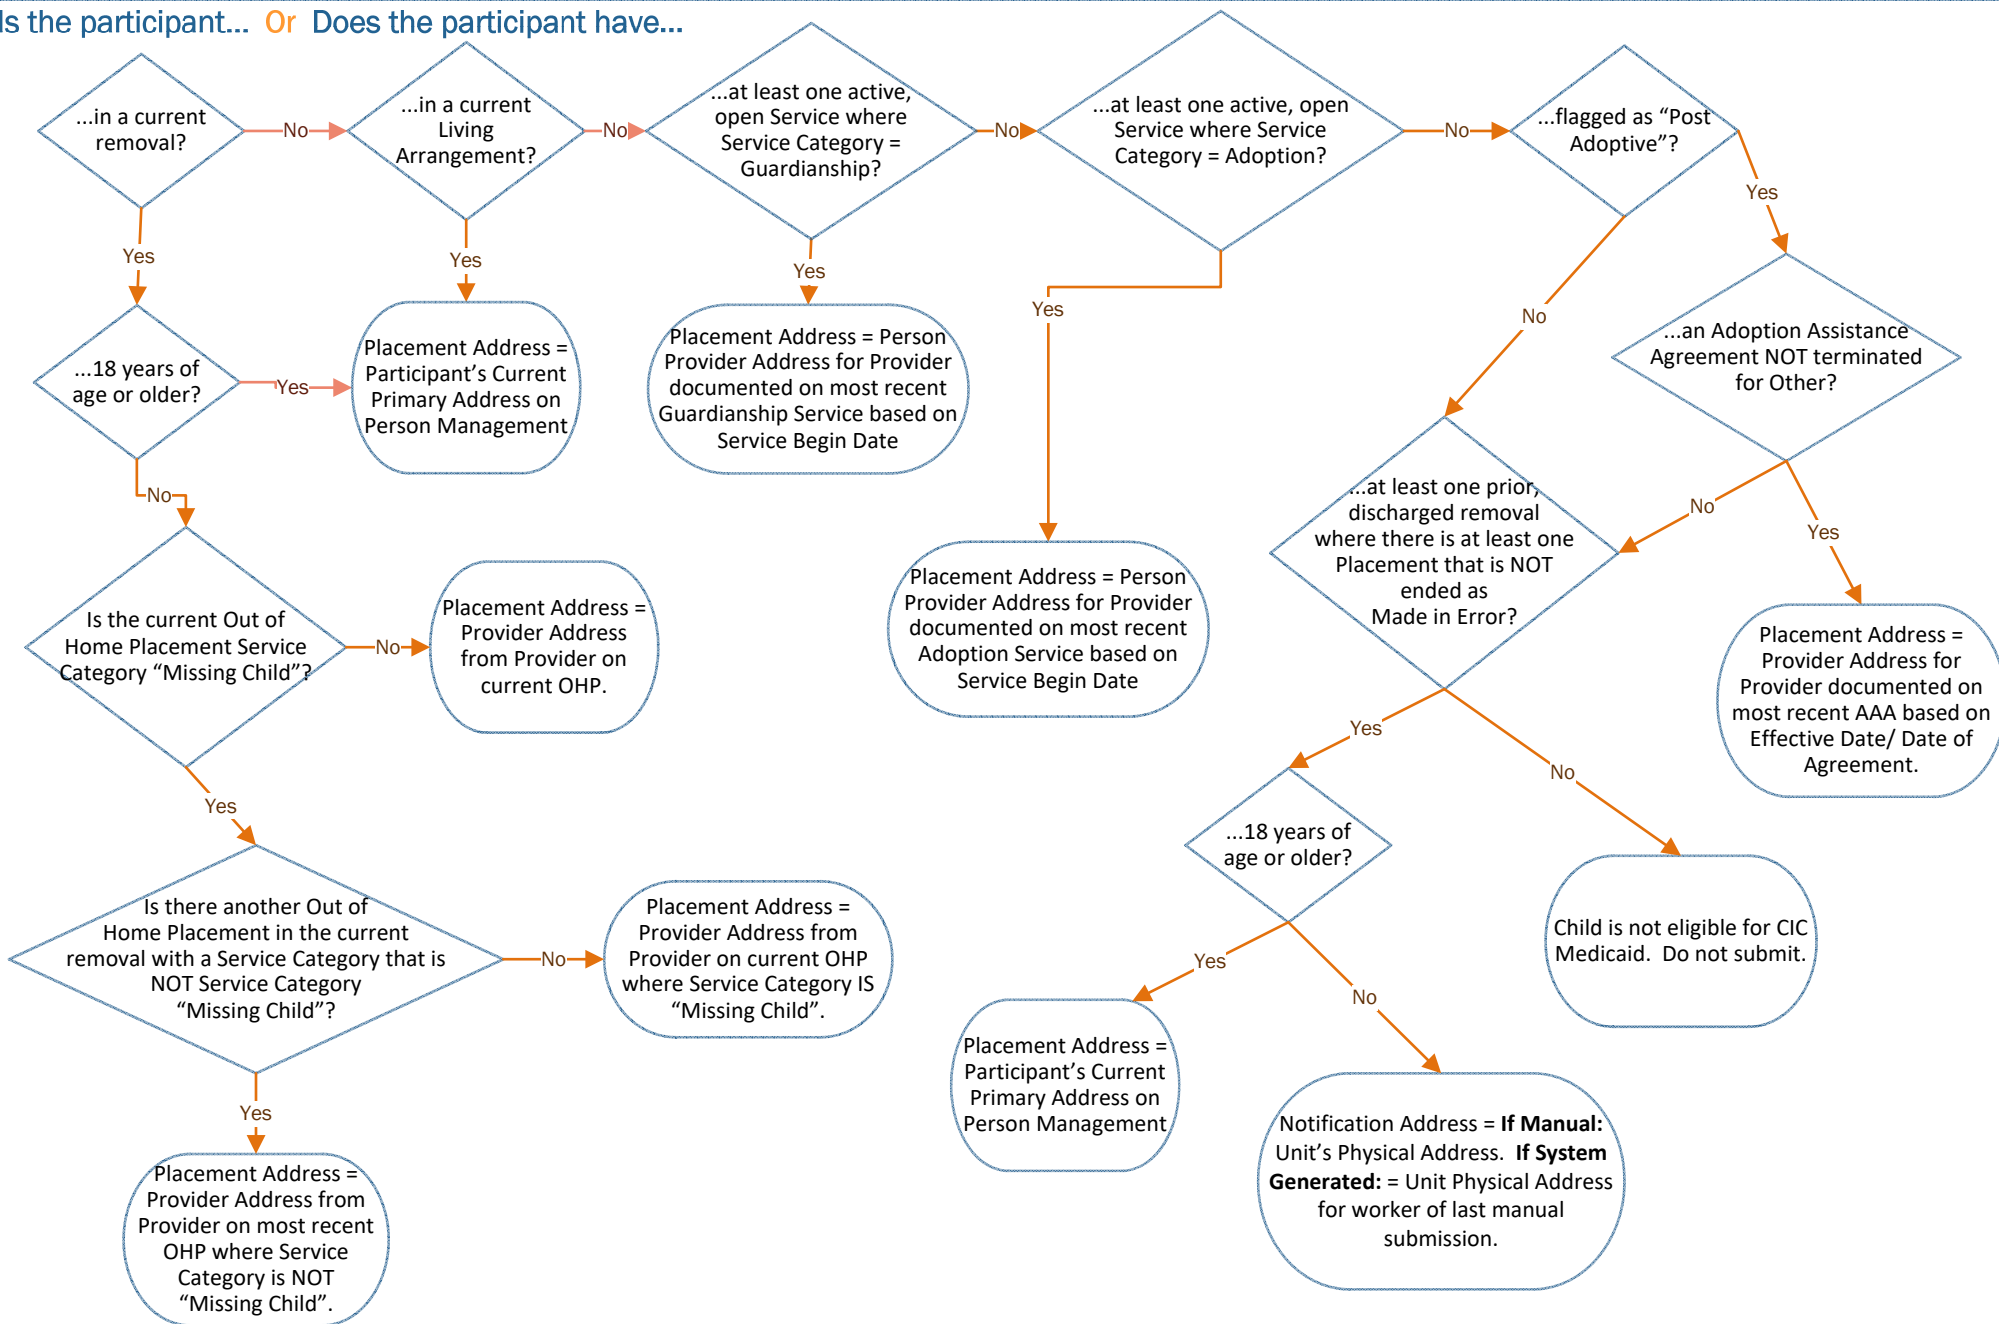 Is the participant... Or Does the participant have...
...in a current
removal?
No
...in a current
Living
Arrangement?
No
...at least one active,
open Service where
Service Category =
Guardianship?
No
...at least one active, open
Service where Service
Category = Adoption?
No
...flagged as “Post
Adoptive”?
Yes
Yes
Yes
Yes
Yes
No
...18 years of
age or older?
Yes
Placement Address =
Participant’s Current
Primary Address on
Person Management
Placement Address = Person
Provider Address for Provider
documented on most recent
Guardianship Service based on
Service Begin Date
...an Adoption Assistance
Agreement NOT terminated
for Other?
No
...at least one prior,
discharged removal
where there is at least one
Placement that is NOT
ended as
Made in Error?
No
Yes
Is the current Out of
Home Placement Service
Category “Missing Child”?
No
Placement Address =
Provider Address
from Provider on
current OHP.
Placement Address = Person
Provider Address for Provider
documented on most recent
Adoption Service based on
Service Begin Date
Placement Address =
Provider Address for
Provider documented on
most recent AAA based on
Effective Date/ Date of
Agreement.
Yes
Yes
No
...18 years of
age or older?
Is there another Out of
Home Placement in the current
removal with a Service Category that is
NOT Service Category
“Missing Child”?
No
Placement Address =
Provider Address from
Provider on current OHP
where Service Category IS
“Missing Child”.
Child is not eligible for CIC
Medicaid. Do not submit.
Yes
No
Yes
Placement Address =
Participant’s Current
Primary Address on
Person Management
Notification Address = If Manual:
Unit’s Physical Address. If System
Generated: = Unit Physical Address
for worker of last manual
submission.
Placement Address =
Provider Address from
Provider on most recent
OHP where Service
Category is NOT
“Missing Child”.